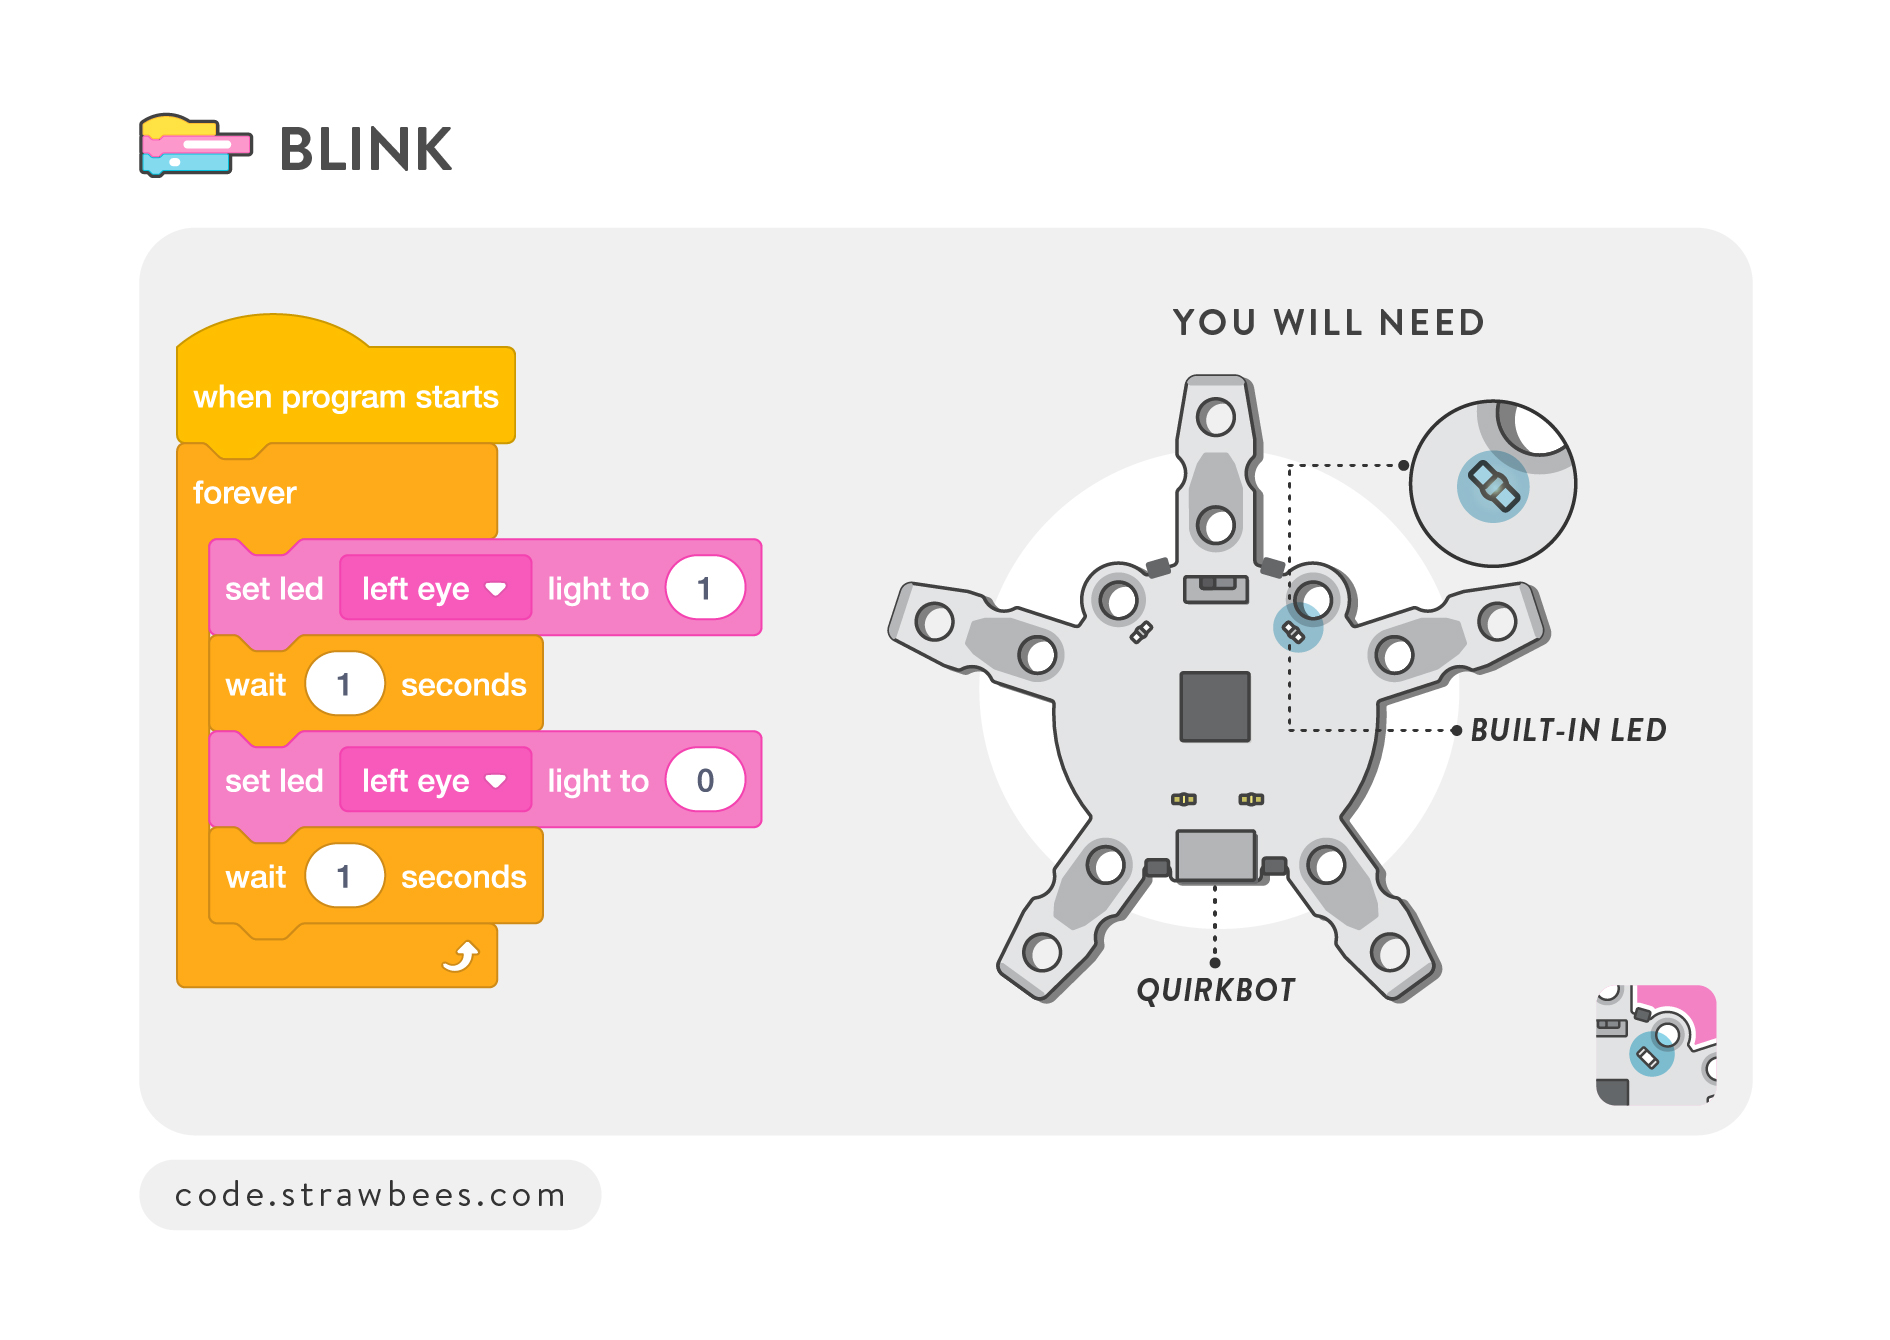 BLINK
when program starts
forever
set led left eye light to 1
wait 1 seconds
set led left eye light to 0
wait 1 seconds
YOU WILL NEED
BUILT-IN LED
QUIRKBOT
code.strawbees.com